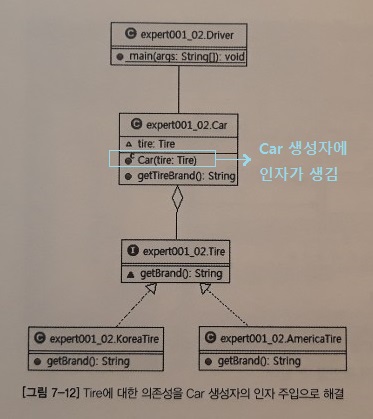 C expert001_02.Driver
main(args: String[]): void
C expert001_02.Car
tire: Tire
Car(tire: Tire)
getTireBrand(): String
Car 생성자에
인자가 생김
I expert001_02.Tire
getBrand(): String
C expert001_02.KoreaTire
getBrand(): String
C expert001_02.AmericaTire
getBrand(): String
[그림 7-12] Tire에 대한 의존성을 Car 생성자의 인자 주입으로 해결